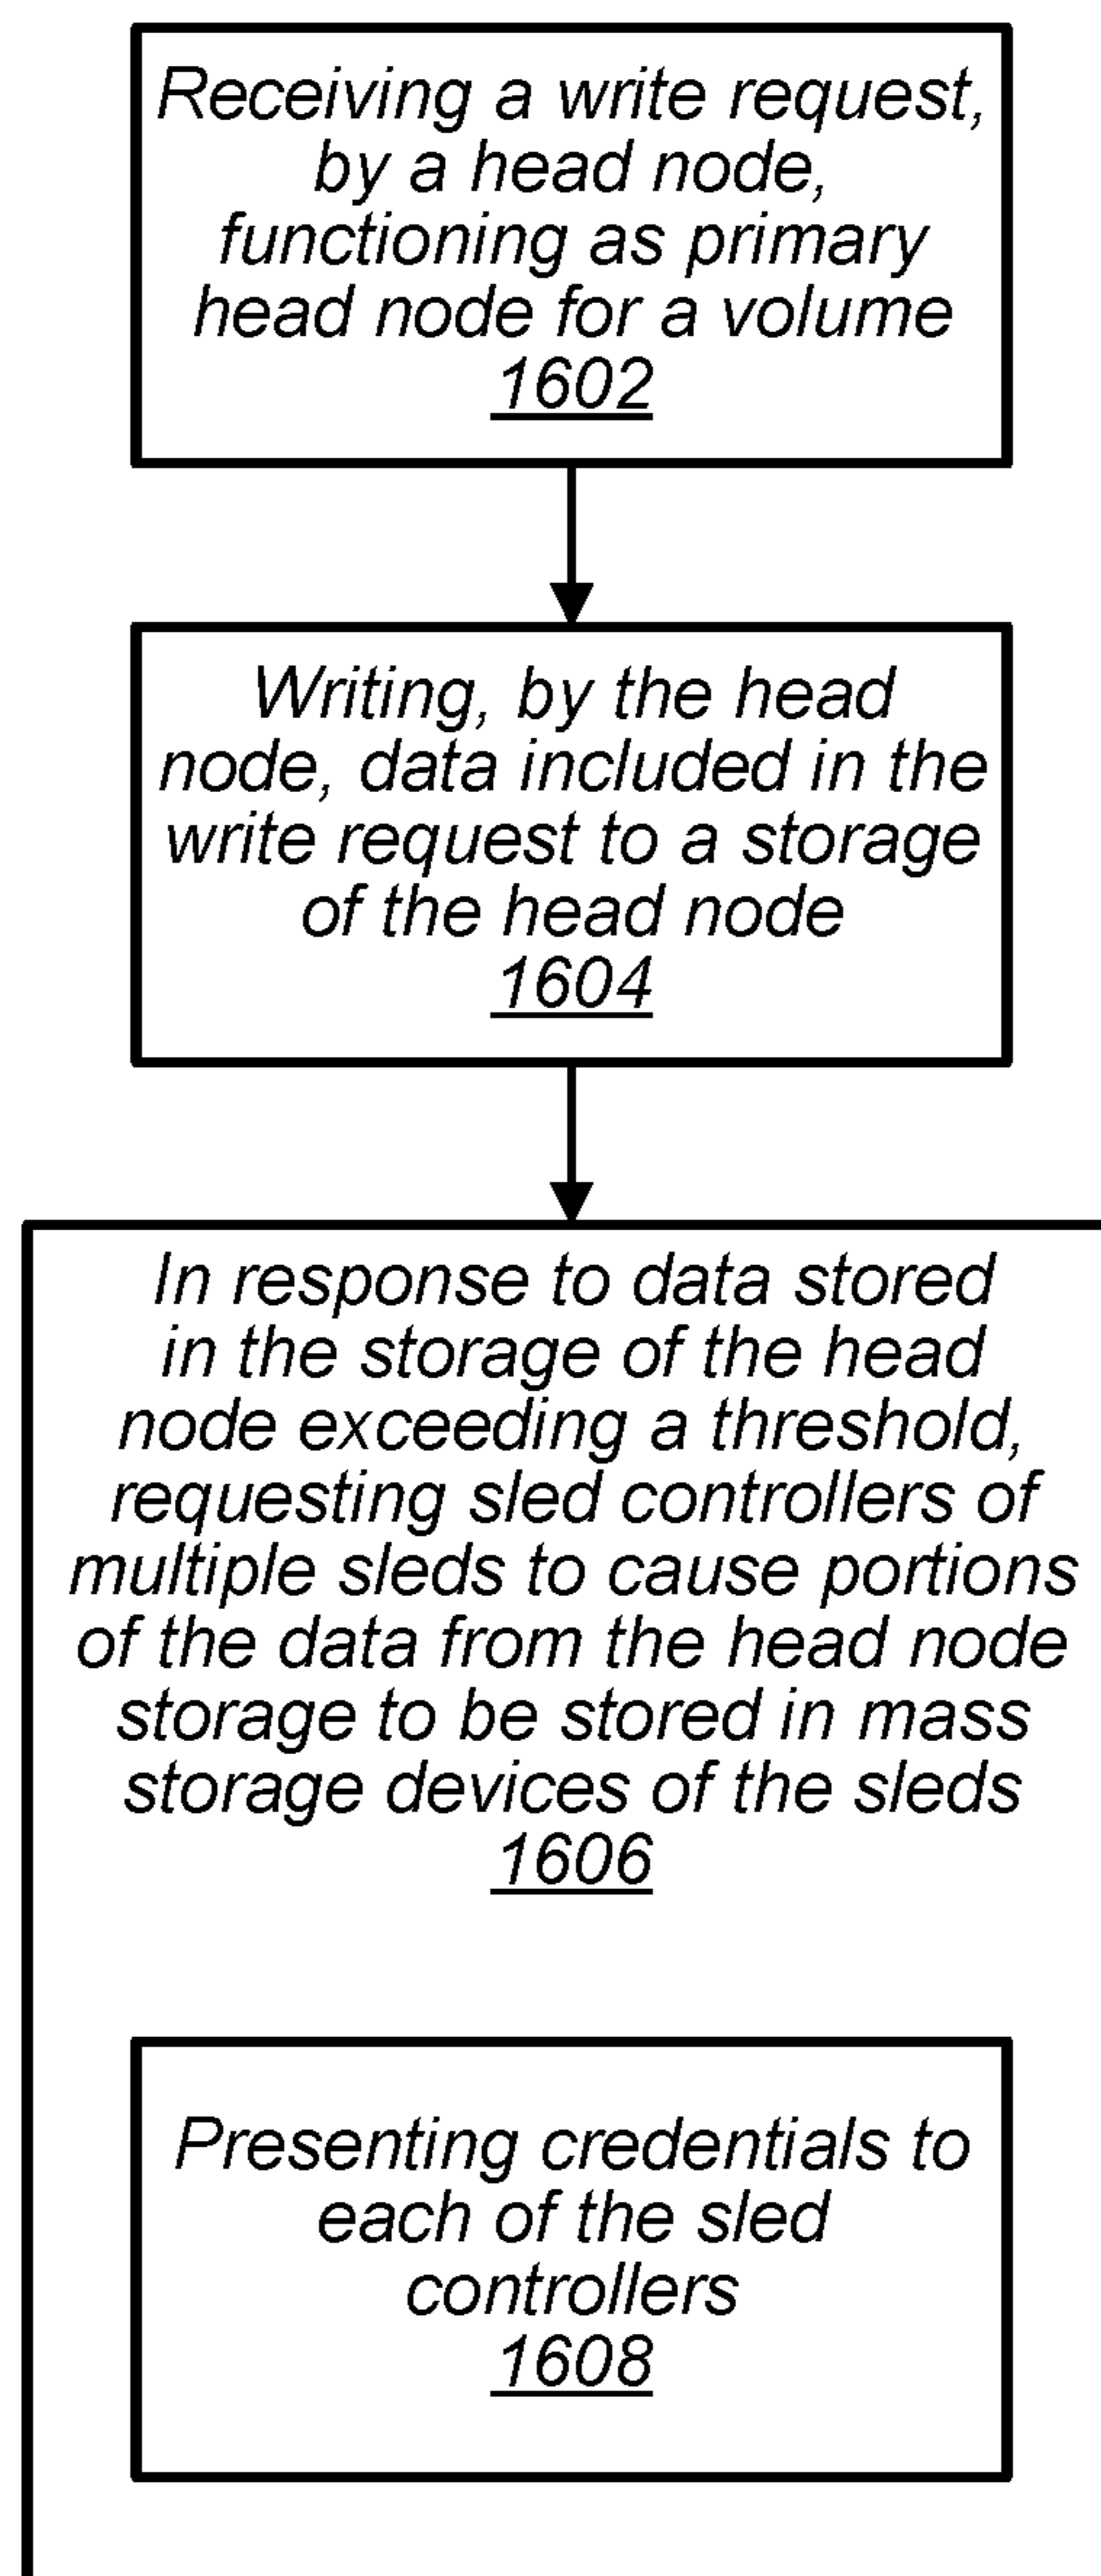 Receiving a write request,
by a head node,
functioning as primary
head node for a volume
1602
Writing, by the head
node, data included in the
write request to a storage
of the head node
1604
In response to data stored
in the storage of the head
node exceeding a threshold,
requesting sled controllers of
multiple sleds to cause portions
of the data from the head node
storage to be stored in mass
storage devices of the sleds
1606
Presenting credentials to
each of the sled
controllers
1608